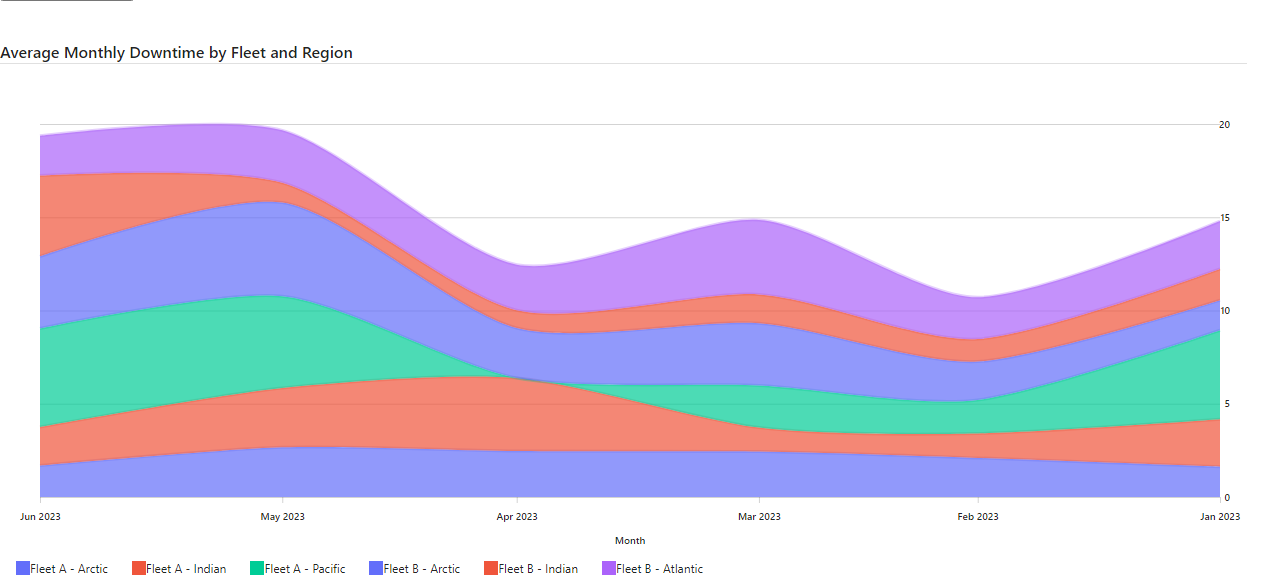 Average Monthly Downtime by Fleet and Region
20
15
10
5
0
Jun 2023 May 2023 Apr 2023 Mar 2023 Feb 2023 Jan 2023
Month
Fleet A - Arctic Fleet A - Indian Fleet A - Pacific Fleet B - Arctic Fleet B - Indian Fleet B - Atlantic